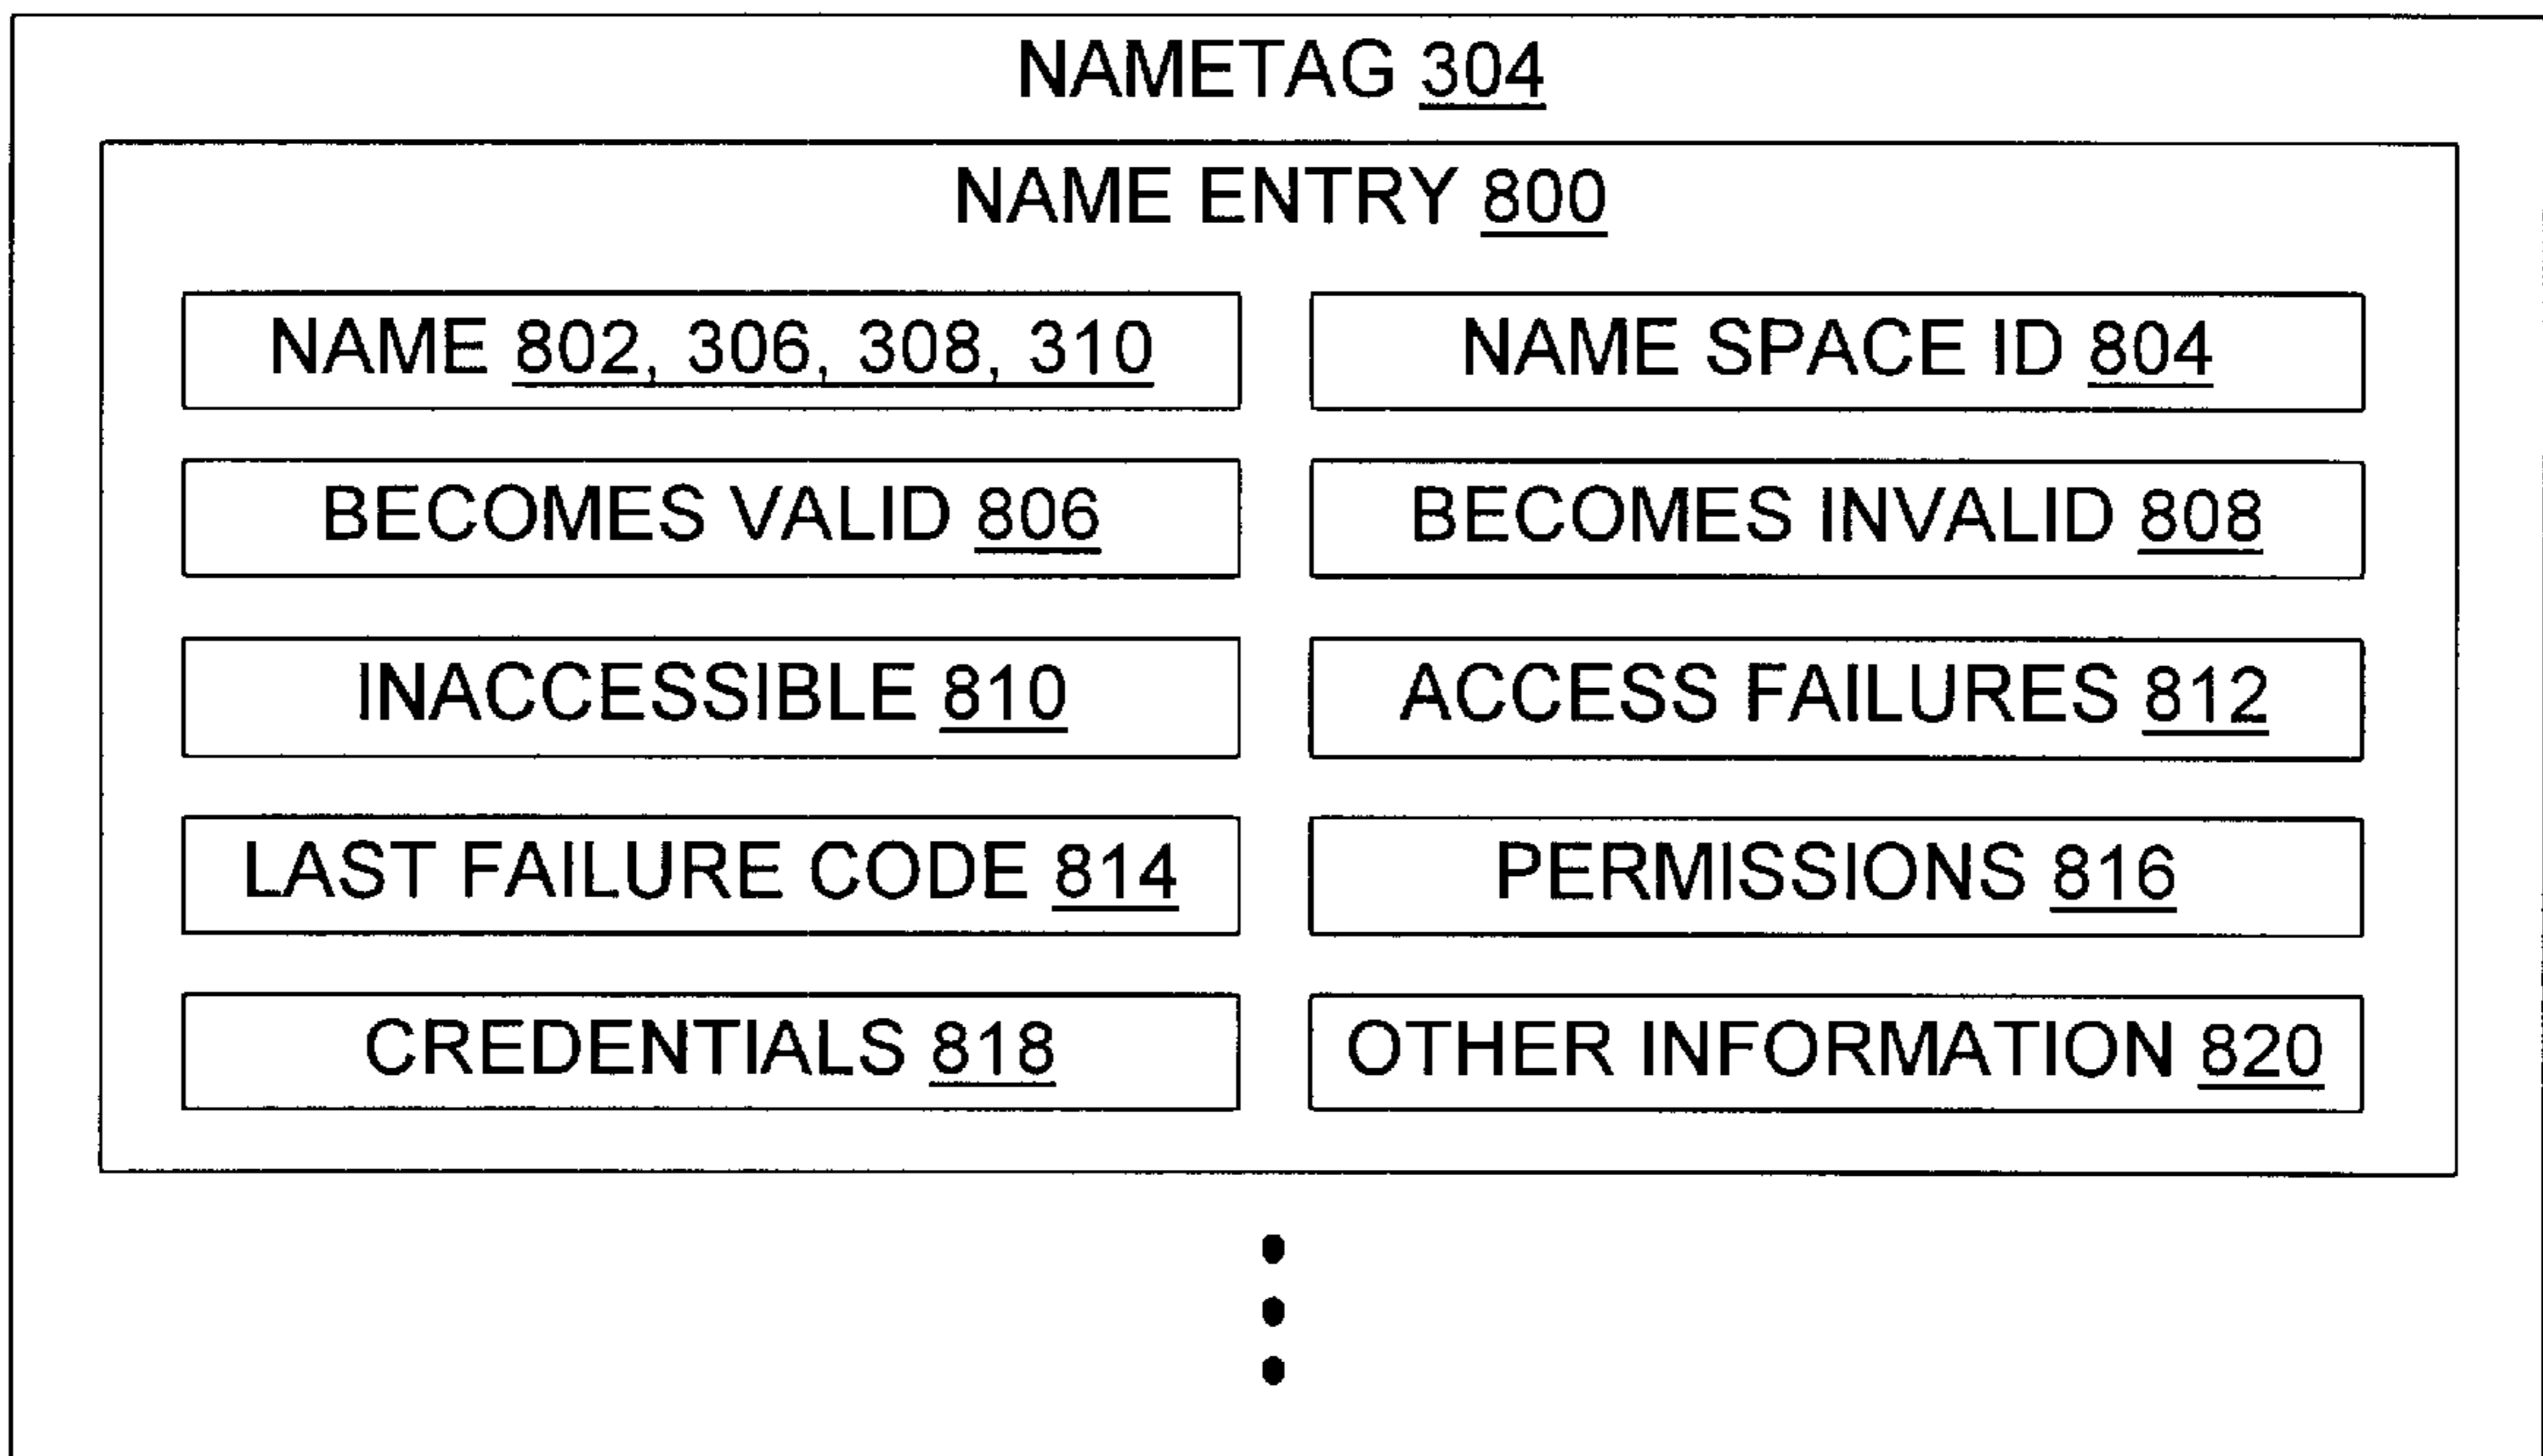 NAMETAG 304
NAME ENTRY 800
NAME 802, 306, 308, 310
NAME SPACE ID 804
BECOMES VALID 806
BECOMES INVALID 808
INACCESSIBLE 810
ACCESS FAILURES 812
LAST FAILURE CODE 814
PERMISSIONS 816
CREDENTIALS 818
OTHER INFORMATION 820